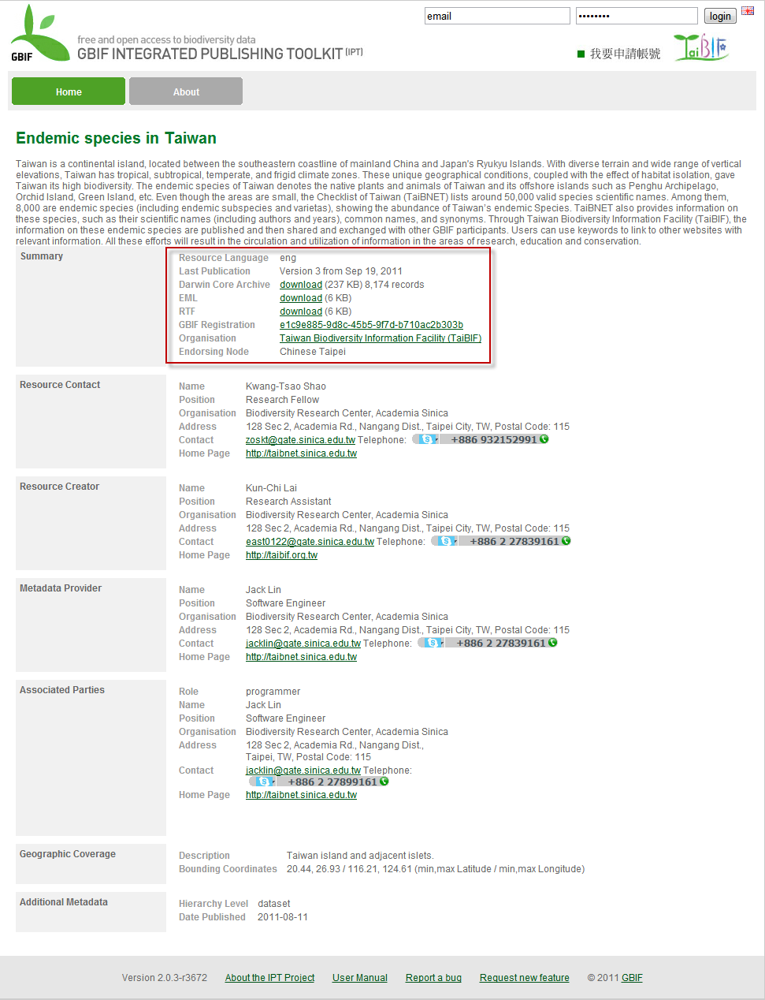 email
••••••••
login
free and open access to biodiversity data
GBIF INTEGRATED PUBLISHING TOOLKIT (IPT)
GBIF
我要申請帳號
TaiBIF
Home
About
Endemic species in Taiwan
Taiwan is a continental island, located between the southeastern coastline of mainland China and Japan's Ryukyu Islands. With diverse terrain and wide range of vertical
elevations, Taiwan has tropical, subtropical, temperate, and frigid climate zones. These unique geographical conditions, coupled with the effect of habitat isolation, gave
Taiwan its high biodiversity. The endemic species of Taiwan denotes the native plants and animals of Taiwan and its offshore islands such as Penghu Archipelago,
Orchid Island, Green Island, etc. Even though the areas are small, the Checklist of Taiwan (TaiBNET) lists around 50,000 valid species scientific names. Among them,
8,000 are endemic species (including endemic subspecies and varietas), showing the abundance of Taiwan's endemic Species. TaiBNET also provides information on
these species, such as their scientific names (including authors and years), common names, and synonyms. Through Taiwan Biodiversity Information Facility (TaiBIF), the
information on these endemic species are published and then shared and exchanged with other GBIF participants. Users can use keywords to link to other websites with
relevant information. All these efforts will result in the circulation and utilization of information in the areas of research, education and conservation.
Summary
Resource Language eng
Last Publication Version 3 from Sep 19, 2011
Darwin Core Archive download (237 KB) 8,174 records
EML download (6 KB)
RTF download (6 KB)
GBIF Registration e1c9e885-9d8c-45b5-9f7d-b710ac2b303b
Organisation Taiwan Biodiversity Information Facility (TaiBIF)
Endorsing Node Chinese Taipei
Resource Contact
Name Kwang-Tsao Shao
Position Research Fellow
Organisation Biodiversity Research Center, Academia Sinica
Address 128 Sec 2, Academia Rd., Nangang Dist., Taipei City, TW, Postal Code: 115
Contact zoskt@gate.sinica.edu.tw Telephone: +886 932152991
Home Page http://taibnet.sinica.edu.tw
Resource Creator
Name Kun-Chi Lai
Position Research Assistant
Organisation Biodiversity Research Center, Academia Sinica
Address 128 Sec 2, Academia Rd., Nangang Dist., Taipei City, TW, Postal Code: 115
Contact east0122@gate.sinica.edu.tw Telephone: +886 2 27839161
Home Page http://taibif.org.tw
Metadata Provider
Name Jack Lin
Position Software Engineer
Organisation Biodiversity Research Center, Academia Sinica
Address 128 Sec 2, Academia Rd., Nangang Dist., Taipei City, TW, Postal Code: 115
Contact jacklin@gate.sinica.edu.tw Telephone: +886 2 27839161
Home Page http://taibnet.sinica.edu.tw
Associated Parties
Role programmer
Name Jack Lin
Position Software Engineer
Organisation Biodiversity Research Center, Academia Sinica
Address 128 Sec 2, Academia Rd., Nangang Dist.,
Taipei, TW, Postal Code: 115
Contact jacklin@gate.sinica.edu.tw Telephone:
+886 2 27899161
Home Page http://taibnet.sinica.edu.tw
Geographic Coverage
Description Taiwan island and adjacent islets.
Bounding Coordinates 20.44, 26.93 / 116.21, 124.61 (min,max Latitude / min,max Longitude)
Additional Metadata
Hierarchy Level dataset
Date Published 2011-08-11
Version 2.0.3-r3672 About the IPT Project User Manual Report a bug Request new feature © 2011 GBIF